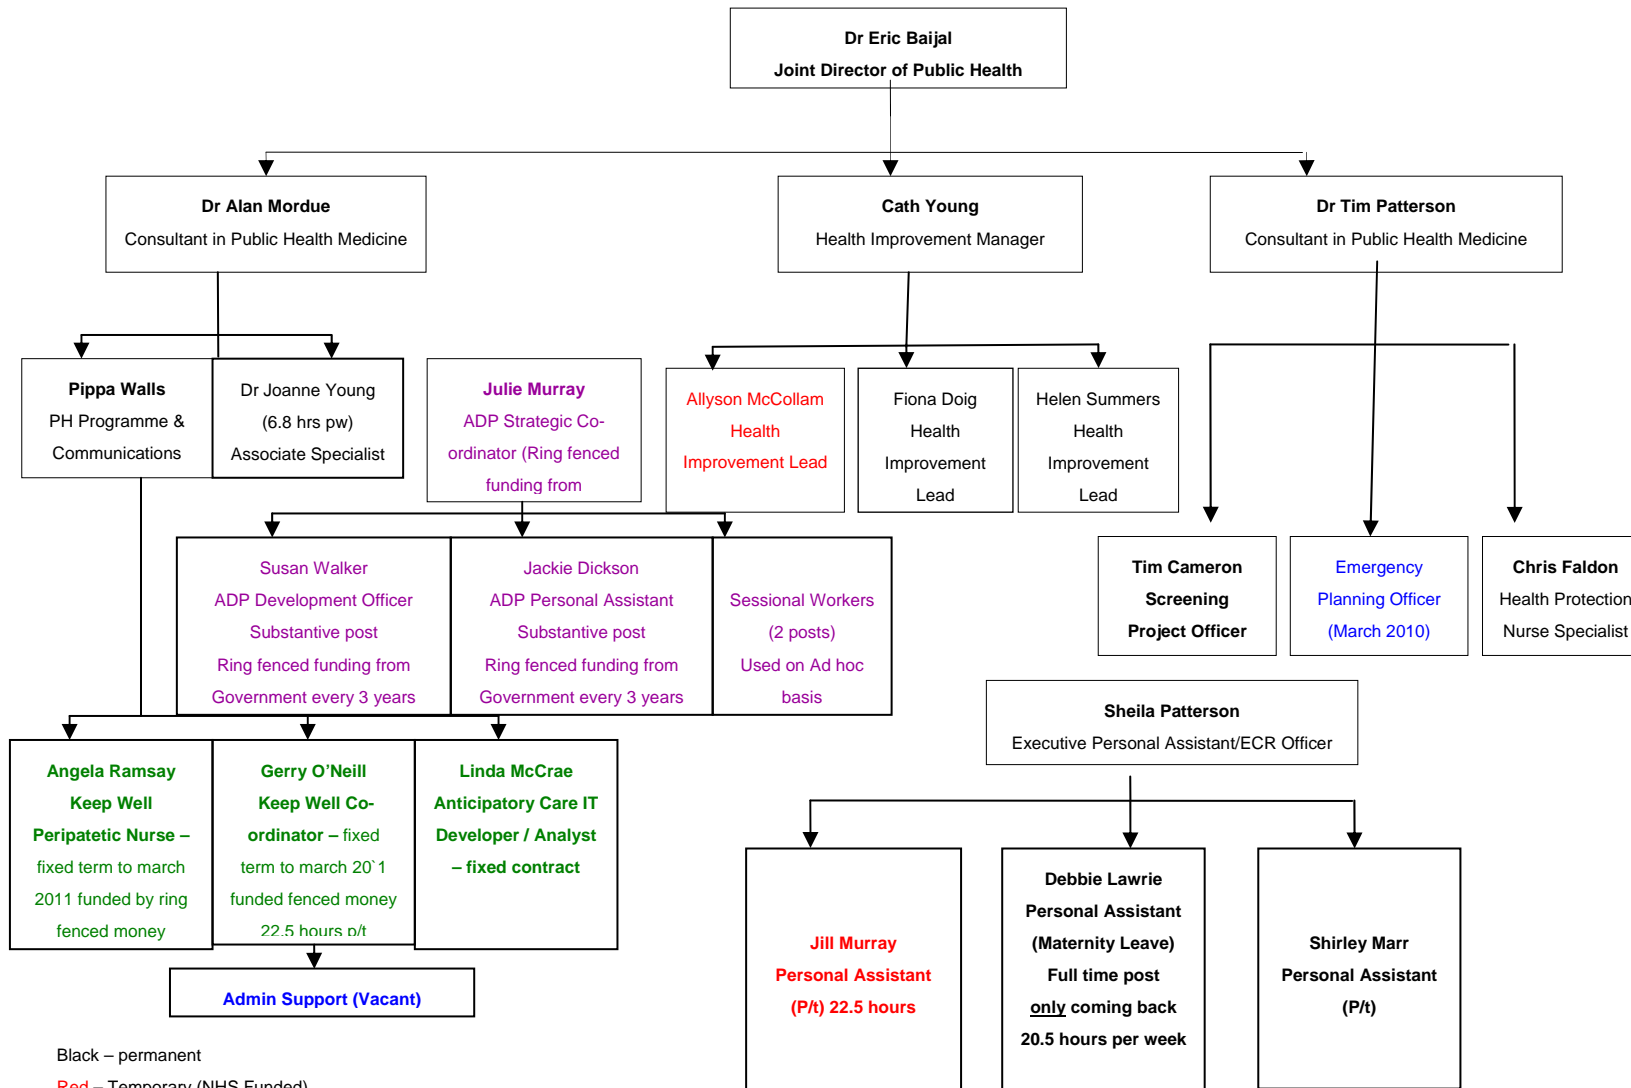 Dr Eric Baijal
Joint Director of Public Health
Dr Alan Mordue
Consultant in Public Health Medicine
Cath Young
Health Improvement Manager
Dr Tim Patterson
Consultant in Public Health Medicine
Pippa Walls
PH Programme &
Communications
Dr Joanne Young
(6.8 hrs pw)
Associate Specialist
Julie Murray
ADP Strategic Co-
ordinator (Ring fenced
funding from
Allyson McCollam
Health
Improvement Lead
Fiona Doig
Health
Improvement
Lead
Helen Summers
Health
Improvement
Lead
Susan Walker
ADP Development Officer
Substantive post
Ring fenced funding from
Government every 3 years
Jackie Dickson
ADP Personal Assistant
Substantive post
Ring fenced funding from
Government every 3 years
Sessional Workers
(2 posts)
Used on Ad hoc
basis
Tim Cameron
Screening
Project Officer
Emergency
Planning Officer
(March 2010)
Chris Faldon
Health Protection
Nurse Specialist
Sheila Patterson
Executive Personal Assistant/ECR Officer
Angela Ramsay
Keep Well
Peripatetic Nurse –
fixed term to march
2011 funded by ring
fenced money
Gerry O’Neill
Keep Well Co-
ordinator – fixed
term to march 20`1
funded fenced money
22.5 hours p/t
Linda McCrae
Anticipatory Care IT
Developer / Analyst
– fixed contract
Admin Support (Vacant)
Jill Murray
Personal Assistant
(P/t) 22.5 hours
Debbie Lawrie
Personal Assistant
(Maternity Leave)
Full time post
only coming back
20.5 hours per week
Shirley Marr
Personal Assistant
(P/t)
Black – permanent
Red – Temporary (NHS Funded)